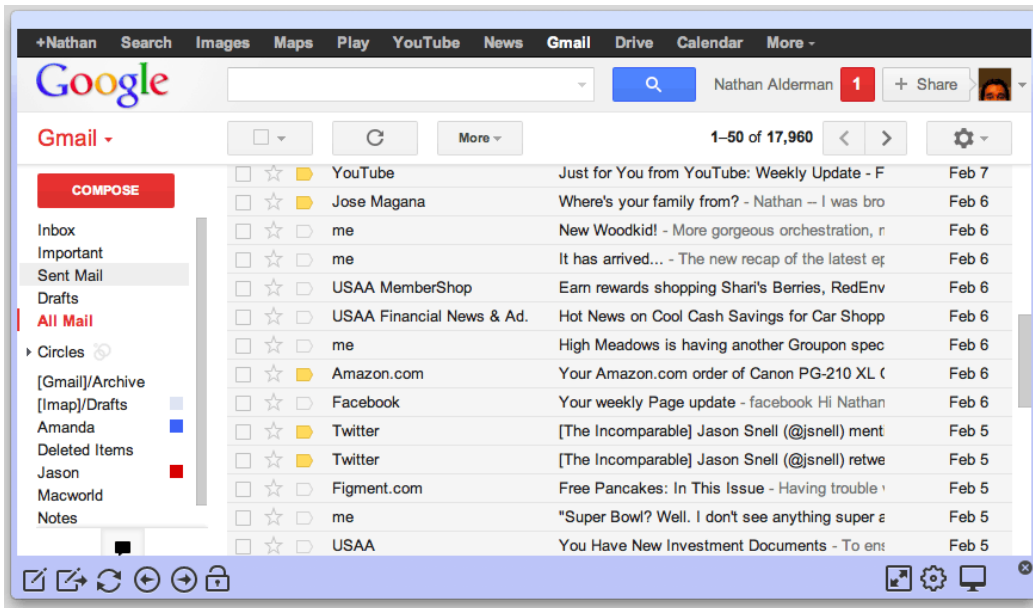 +Nathan Search Images Maps Play YouTube News Gmail Drive Calendar More
Google Nathan Alderman 1 + Share
Gmail More 1–50 of 17,960
COMPOSE
Inbox
Important
Sent Mail
Drafts
All Mail
Circles
[Gmail]/Archive
[Imap]/Drafts
Amanda
Deleted Items
Jason
Macworld
Notes
YouTube Just for You from YouTube: Weekly Update - F Feb 7
Jose Magana Where's your family from? - Nathan -- I was bro Feb 6
me New Woodkid! - More gorgeous orchestration, Feb 6
me It has arrived... - The new recap of the latest ep Feb 6
USAA MemberShop Earn rewards shopping Shari's Berries, RedEnv Feb 6
USAA Financial News & Ad. Hot News on Cool Cash Savings for Car Shopp Feb 6
me High Meadows is having another Groupon spec Feb 6
Amazon.com Your Amazon.com order of Canon PG-210 XL Feb 6
Facebook Your weekly Page update - facebook Hi Nathan Feb 6
Twitter [The Incomparable] Jason Snell (@jsnell) menti Feb 5
Twitter [The Incomparable] Jason Snell (@jsnell) retwe Feb 5
Figment.com Free Pancakes: In This Issue - Having trouble Feb 5
me "Super Bowl? Well. I don't see anything super a Feb 5
USAA You Have New Investment Documents - To ens Feb 5